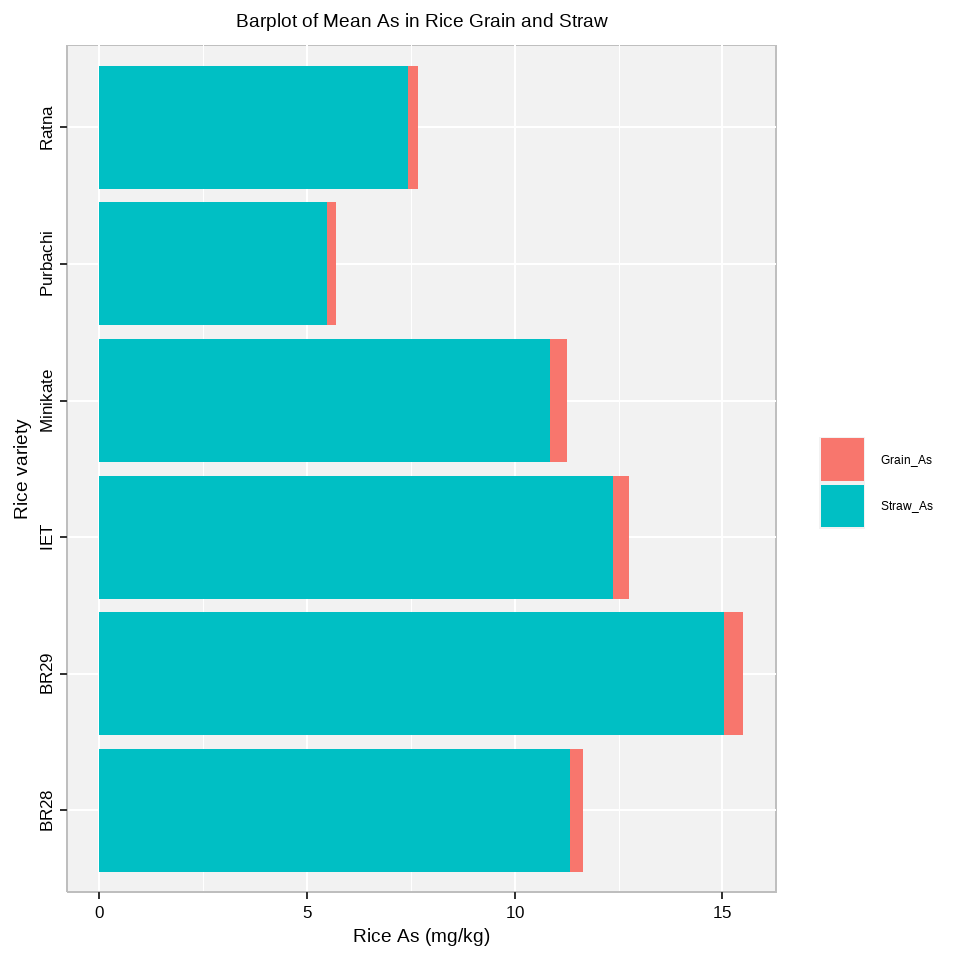 Barplot of Mean As in Rice Grain and Straw
Rice variety
Ratna
Purbachi
Minikate
IET
BR29
BR28
0 5 10 15
Rice As (mg/kg)
Grain_As
Straw_As